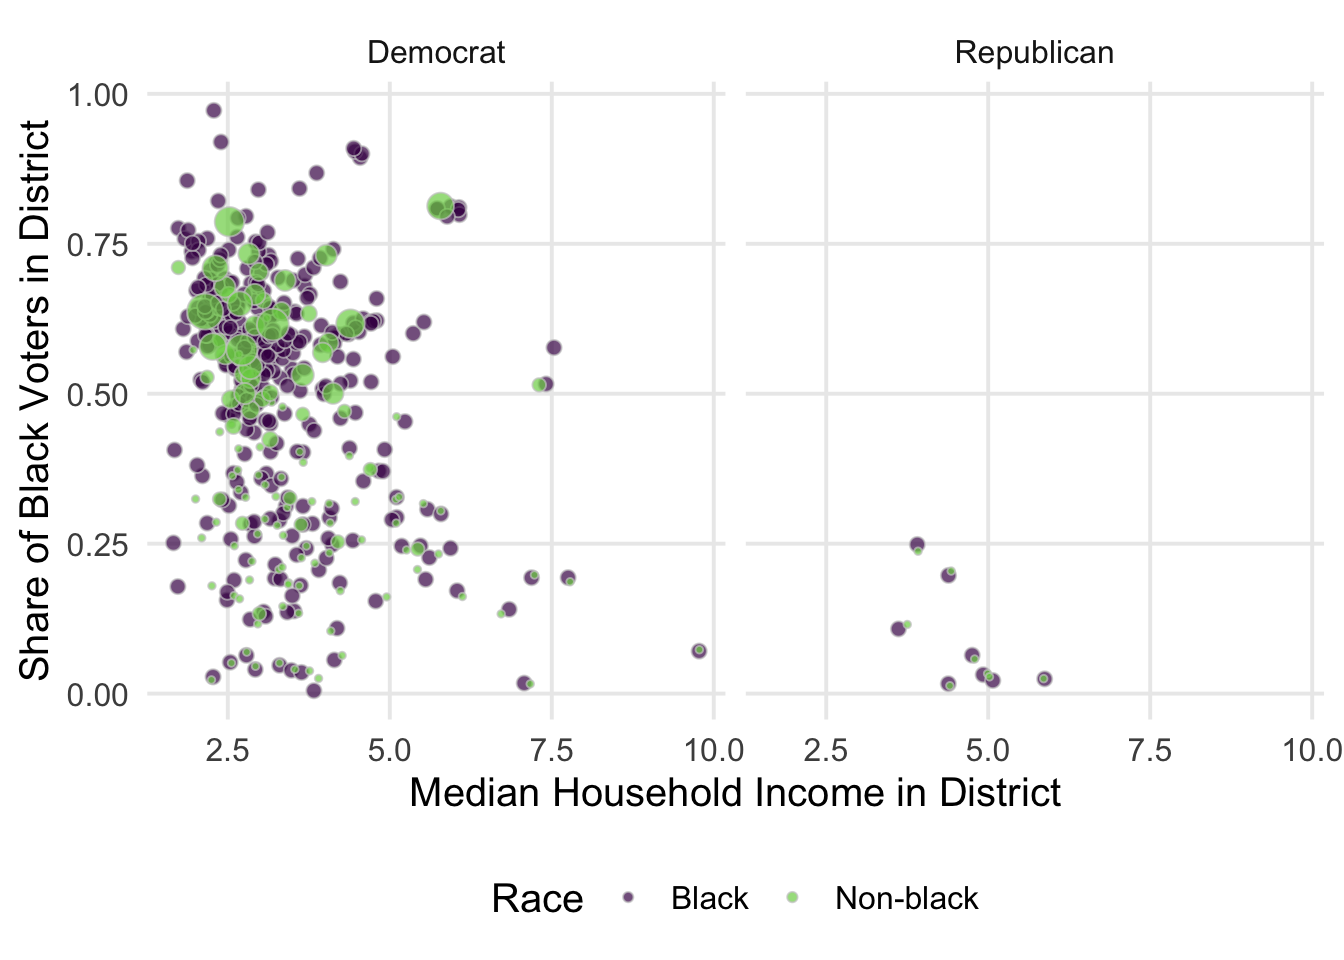 Democrat Republican
1.00
0.75
0.50
0.25
0.00
Share of Black Voters in District
2.5 5.0 7.5 10.0 2.5 5.0 7.5 10.0
Median Household Income in District
Race Black Non-black